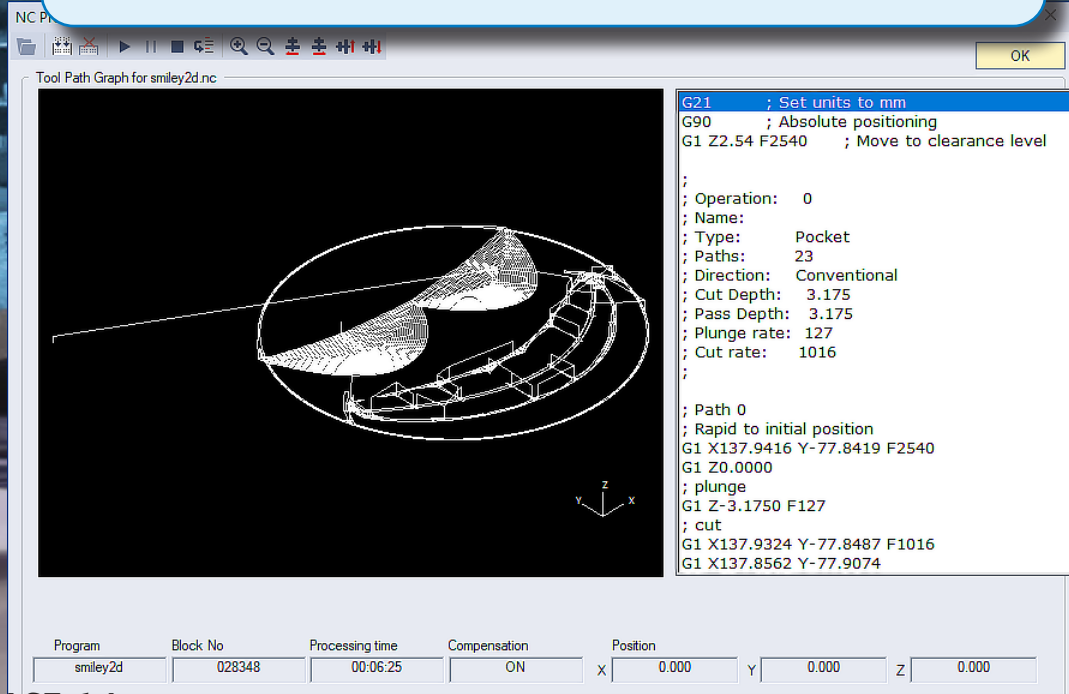 NC
OK
Tool Path Graph for smiley2d.nc
G21 ; Set units to mm
G90 ; Absolute positioning
G1 Z2.54 F2540 ; Move to clearance level
;
; Operation: 0
; Name:
; Type: Pocket
; Paths: 23
; Direction: Conventional
; Cut Depth: 3.175
; Pass Depth: 3.175
; Plunge rate: 127
; Cut rate: 1016
;
; Path 0
; Rapid to initial position
G1 X137.9416 Y-77.8419 F2540
G1 Z0.0000
; plunge
G1 Z-3.1750 F127
; cut
G1 X137.9324 Y-77.8487 F1016
G1 X137.8562 Y-77.9074
Z
Y X
Program Block No Processing time Compensation Position
smiley2d 028348 00:06:25 ON X 0.000 Y 0.000 Z 0.000